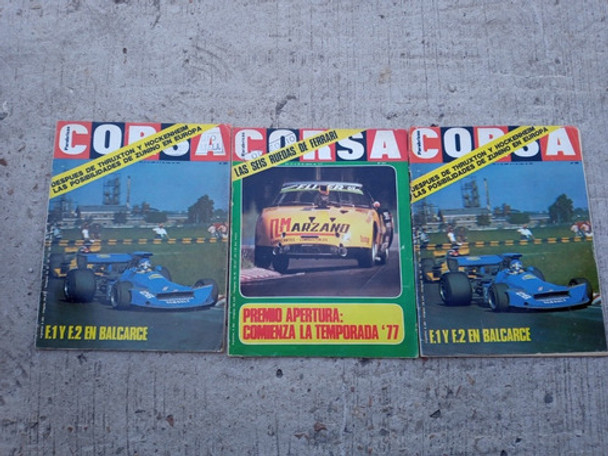 CORSA
DESPUES DE THRUXTON Y HOCKENHEIM
LAS POSIBILIDADES DE ZUNINO EN EUROPA
F.1 Y F.2 EN BALCARCE
CORSA
LAS SEIS RUEDAS DE FERRARI
MARZANO
PREMIO APERTURA:
COMIENZA LA TEMPORADA '77
CORSA
DESPUES DE THRUXTON Y HOCKENHEIM
LAS POSIBILIDADES DE ZUNINO EN EUROPA
F.1 Y F.2 EN BALCARCE